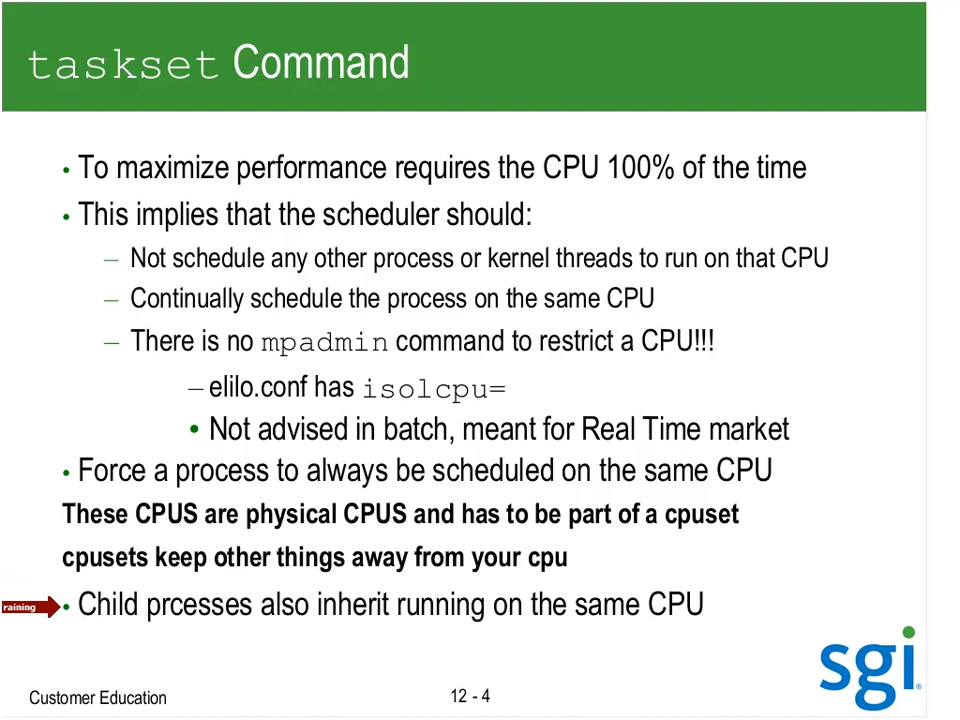 taskset Command
• To maximize performance requires the CPU 100% of the time
• This implies that the scheduler should:
– Not schedule any other process or kernel threads to run on that CPU
– Continually schedule the process on the same CPU
– There is no mpadmin command to restrict a CPU!!!
– elilo.conf has isolcpu=
• Not advised in batch, meant for Real Time market
• Force a process to always be scheduled on the same CPU
These CPUS are physical CPUS and has to be part of a cpuset
cpusets keep other things away from your cpu
raining
• Child prcesses also inherit running on the same CPU
sgi®
Customer Education
12 - 4